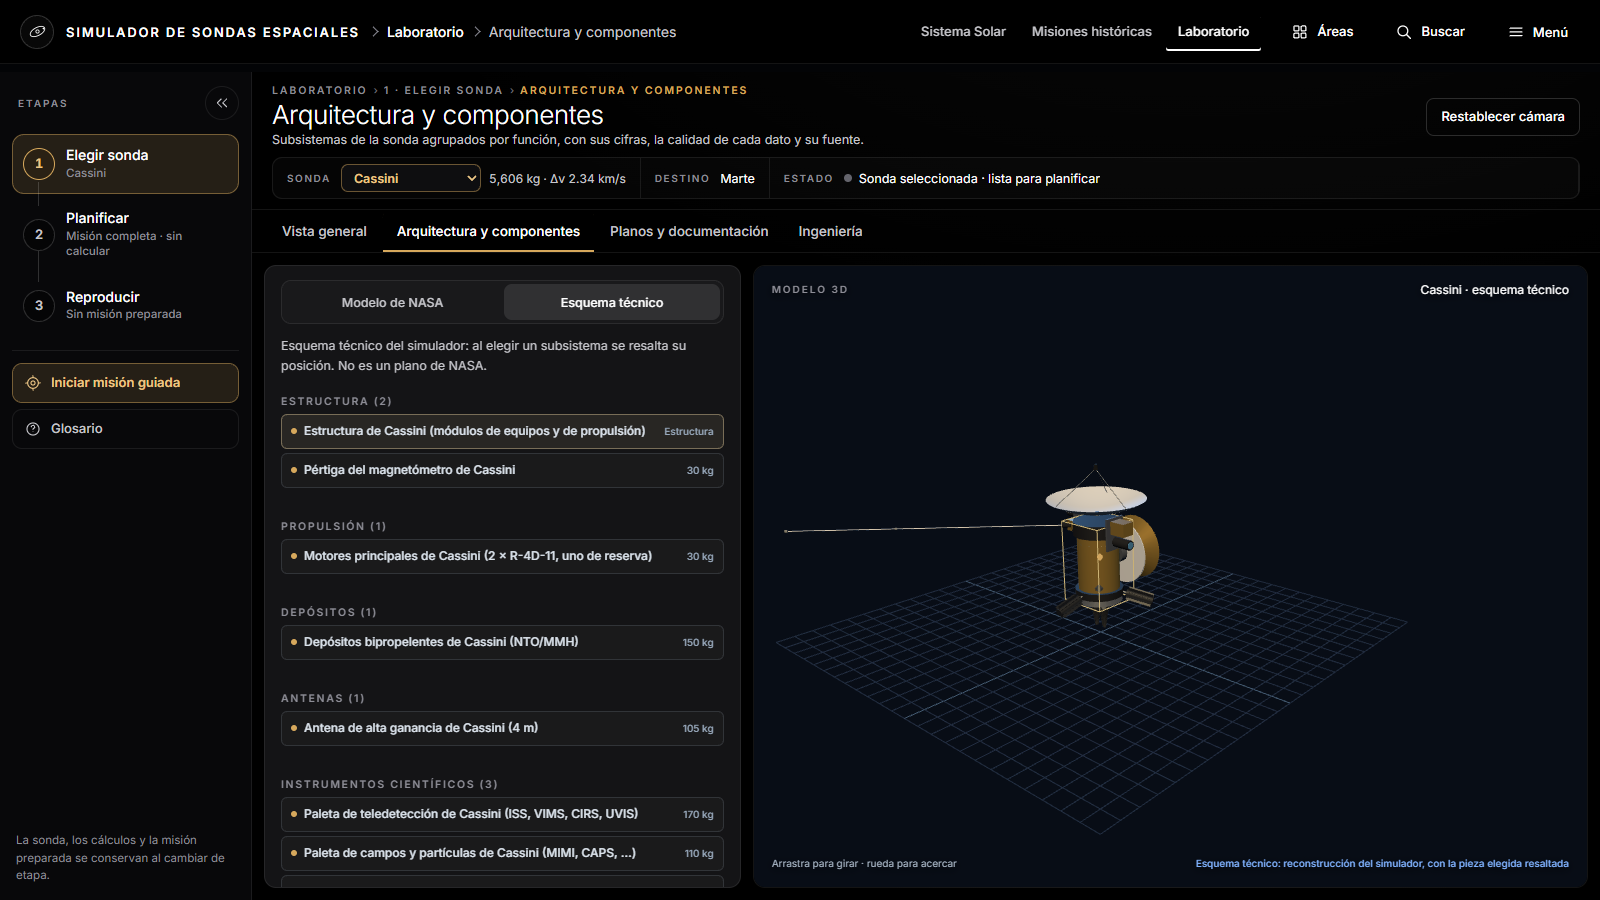 SIMULADOR DE SONDAS ESPACIALES
Laboratorio
Arquitectura y componentes
Sistema Solar
Misiones históricas
Laboratorio
Áreas
Buscar
Menú
ETAPAS
1
Elegir sonda
Cassini
2
Planificar
Misión completa · sin
calcular
3
Reproducir
Sin misión preparada
Iniciar misión guiada
Glosario
La sonda, los cálculos y la misión
preparada se conservan al cambiar de
etapa.
LABORATORIO › 1 · ELEGIR SONDA › ARQUITECTURA Y COMPONENTES
Arquitectura y componentes
Subsistemas de la sonda agrupados por función, con sus cifras, la calidad de cada dato y su fuente.
Restablecer cámara
SONDA
Cassini
5,606 kg · Δv 2.34 km/s
DESTINO
Marte
ESTADO
Sonda seleccionada · lista para planificar
Vista general
Arquitectura y componentes
Planos y documentación
Ingeniería
Modelo de NASA
Esquema técnico
Esquema técnico del simulador: al elegir un subsistema se resalta su
posición. No es un plano de NASA.
ESTRUCTURA (2)
Estructura de Cassini (módulos de equipos y de propulsión)
Estructura
Pértiga del magnetómetro de Cassini
30 kg
PROPULSIÓN (1)
Motores principales de Cassini (2 × R-4D-11, uno de reserva)
30 kg
DEPÓSITOS (1)
Depósitos bipropelentes de Cassini (NTO/MMH)
150 kg
ANTENAS (1)
Antena de alta ganancia de Cassini (4 m)
105 kg
INSTRUMENTOS CIENTÍFICOS (3)
Paleta de teledetección de Cassini (ISS, VIMS, CIRS, UVIS)
170 kg
Paleta de campos y partículas de Cassini (MIMI, CAPS, …)
110 kg
MODELO 3D
Cassini · esquema técnico
Arrastra para girar · rueda para acercar
Esquema técnico: reconstrucción del simulador, con la pieza elegida resaltada